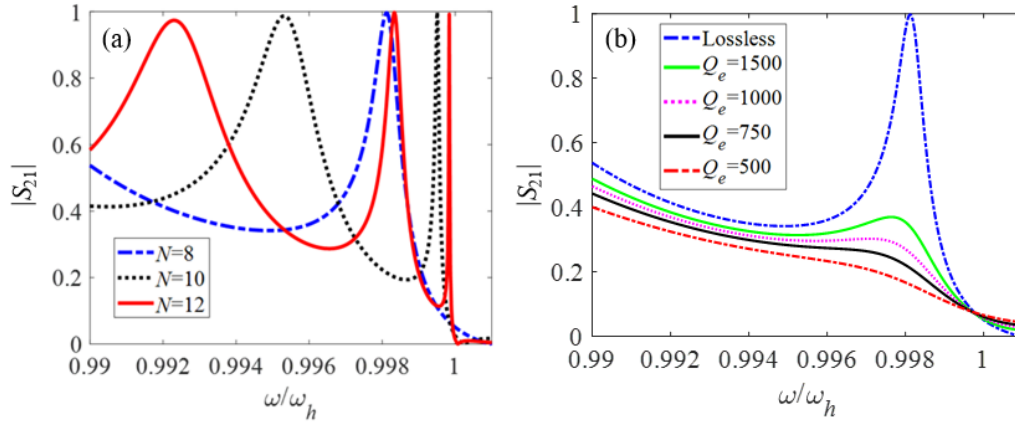 (a)
|S21|
1
0.8
0.6
0.4
0.2
0
N=8
N=10
N=12
0.99 0.992 0.994 0.996 0.998 1
ω/ωh
(b)
|S21|
1
0.8
0.6
0.4
0.2
0
Lossless
Qe=1500
Qe=1000
Qe=750
Qe=500
0.99 0.992 0.994 0.996 0.998 1
ω/ωh